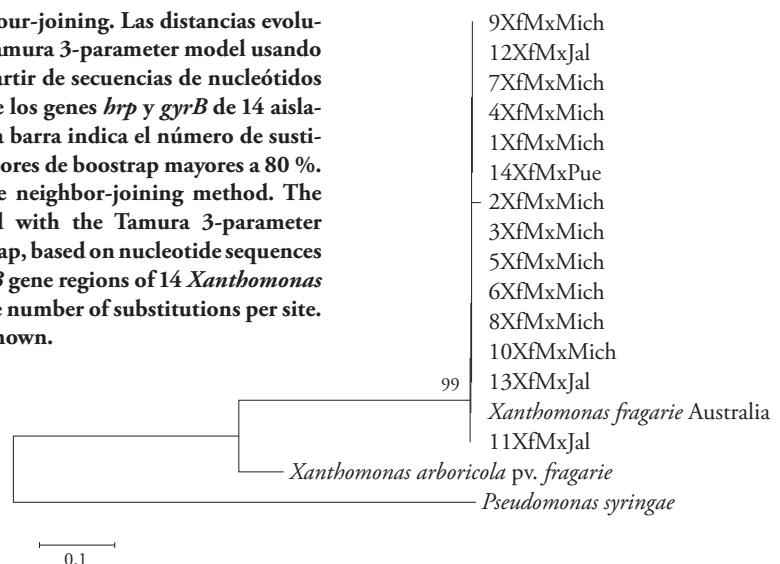 our-joining. Las distancias evolu-
amura 3-parameter model usando
artir de secuencias de nucleótidos
e los genes hrp y gyrB de 14 aisla-
a barra indica el número de susti-
ores de boostrap mayores a 80 %.
e neighbor-joining method. The
d with the Tamura 3-parameter
ap, based on nucleotide sequences
B gene regions of 14 Xanthomonas
e number of substitutions per site.
nown.
9XfMxMich
12XfMxJal
7XfMxMich
4XfMxMich
1XfMxMich
14XfMxPue
2XfMxMich
3XfMxMich
5XfMxMich
6XfMxMich
8XfMxMich
10XfMxMich
99
13XfMxJal
Xanthomonas fragarie Australia
11XfMxJal
Xanthomonas arboricola pv. fragarie
Pseudomonas syringae
0.1